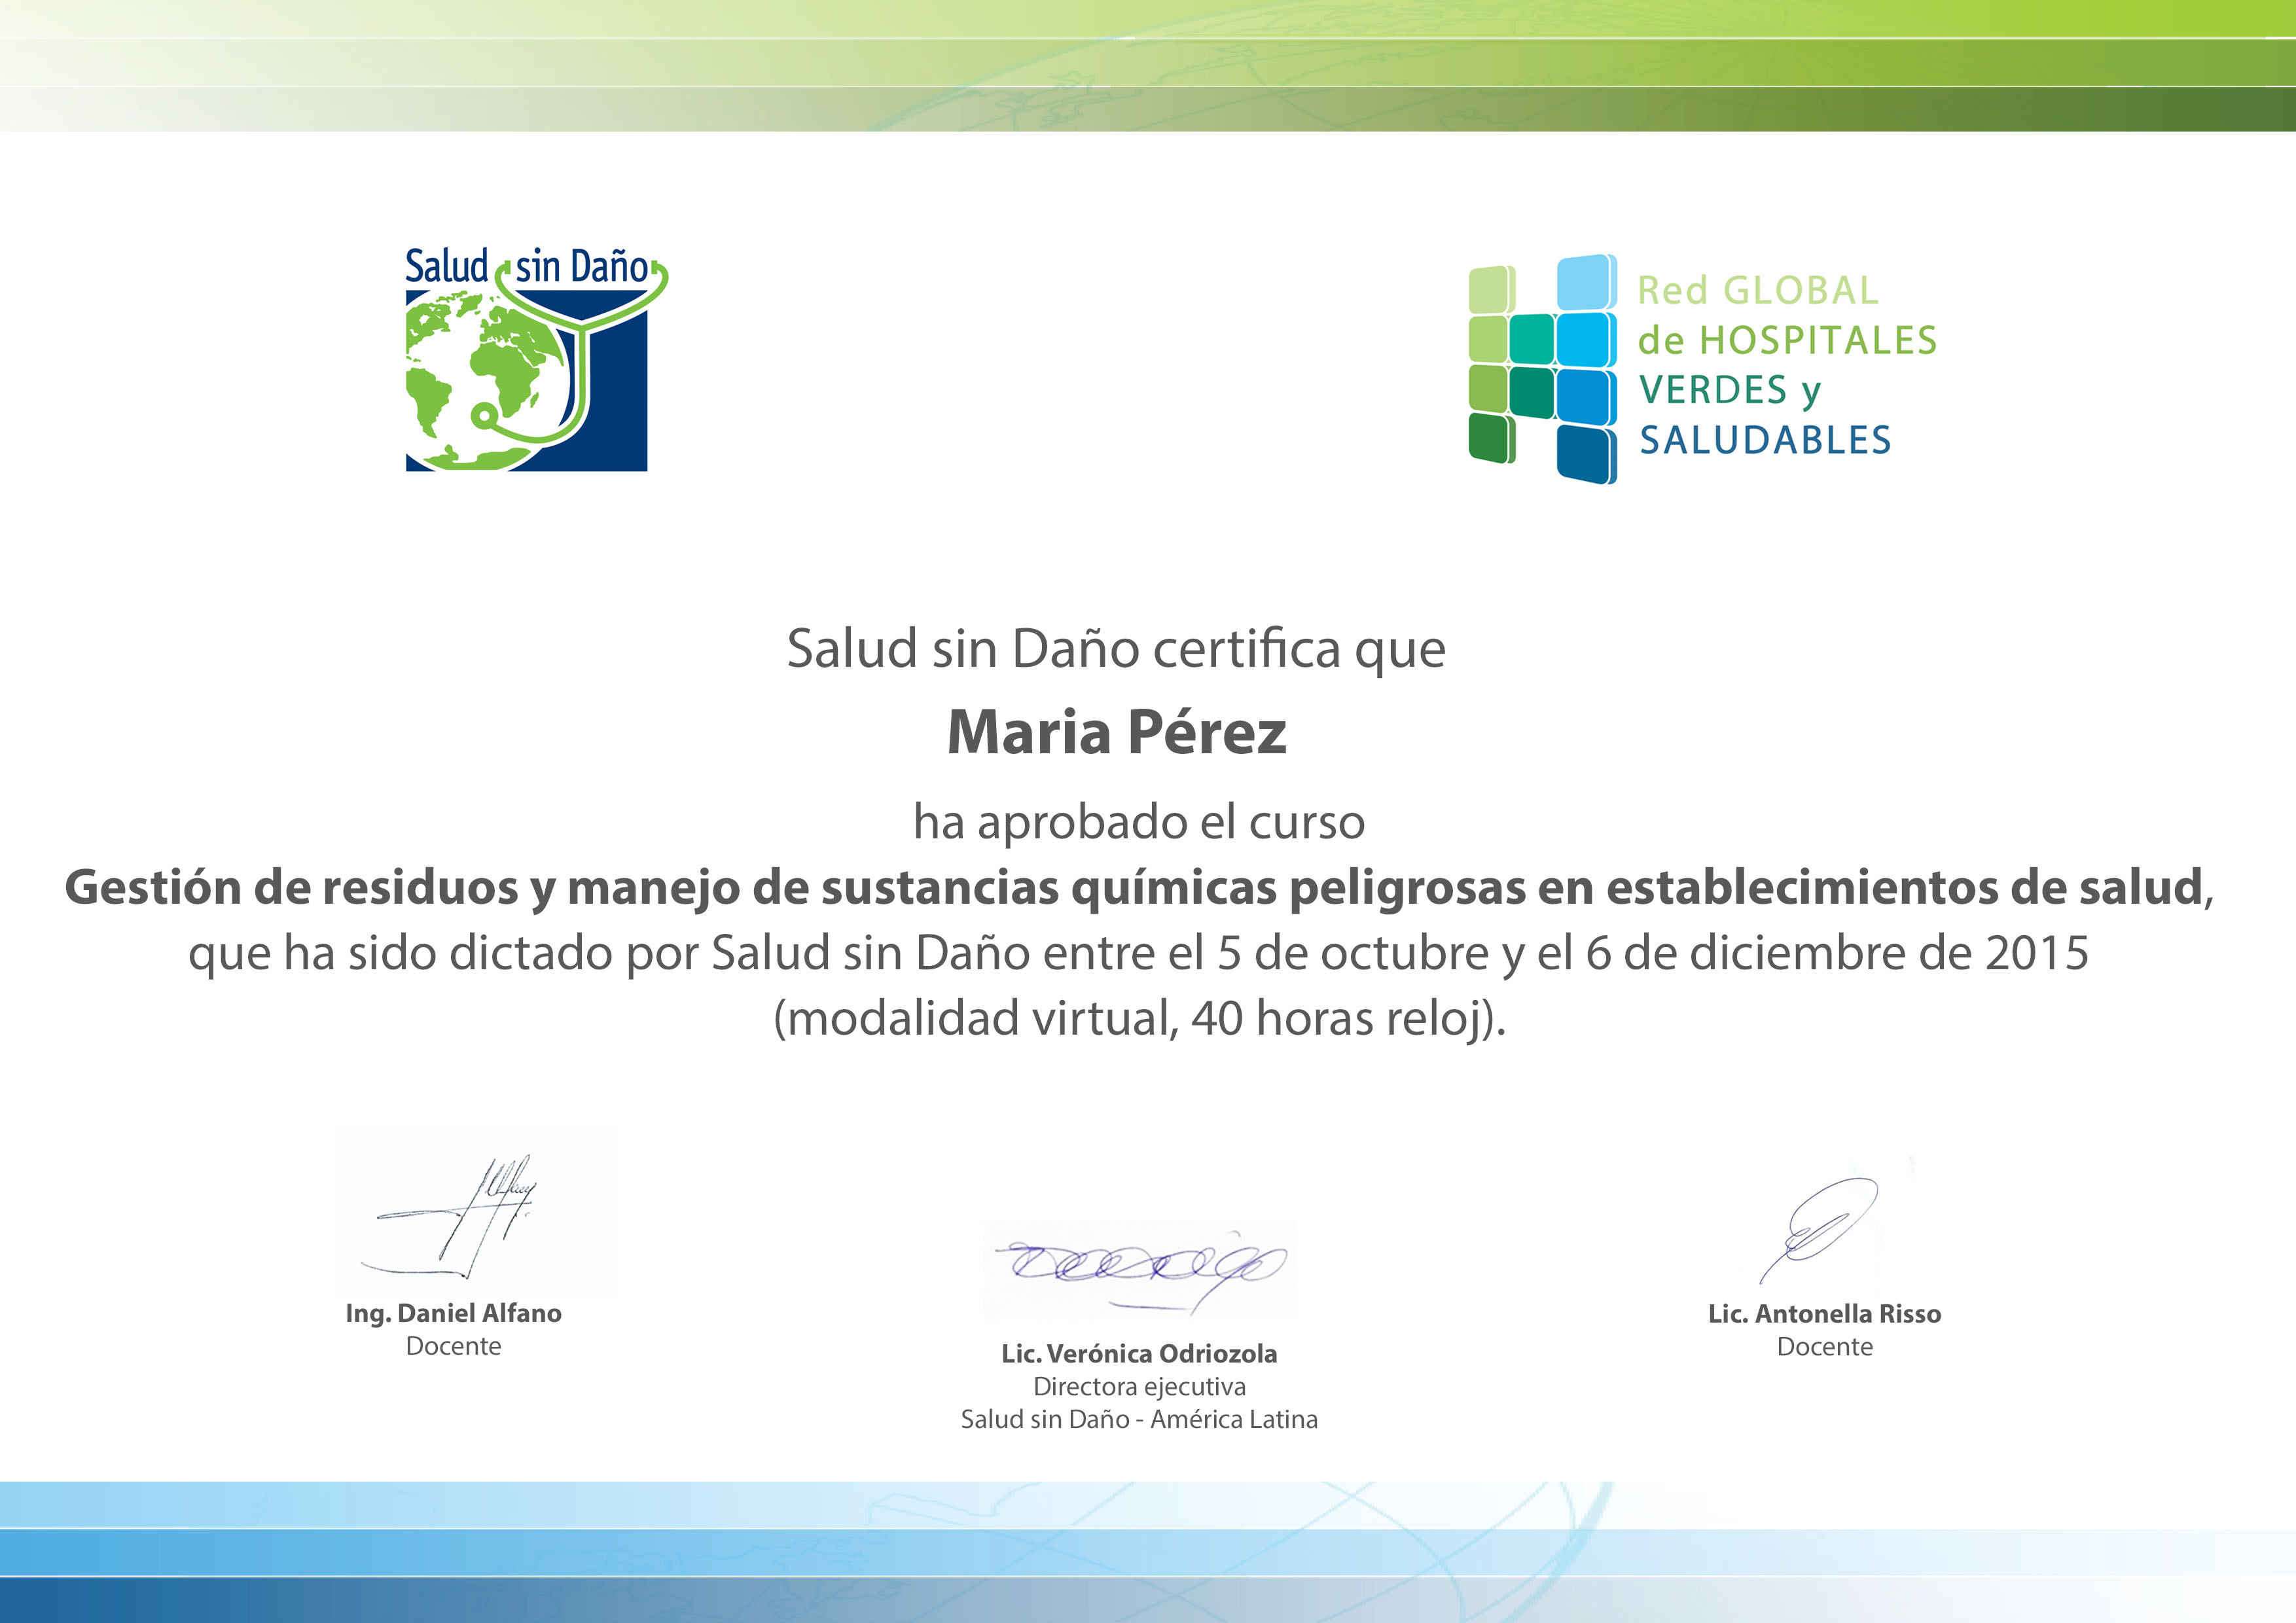 Salud sin Daño
Red GLOBAL
de HOSPITALES
VERDES y
SALUDABLES
Salud sin Daño certifica que
Maria Pérez
ha aprobado el curso
Gestión de residuos y manejo de sustancias químicas peligrosas en establecimientos de salud,
que ha sido dictado por Salud sin Daño entre el 5 de octubre y el 6 de diciembre de 2015
(modalidad virtual, 40 horas reloj).
Ing. Daniel Alfano
Docente
Lic. Verónica Odriozola
Directora ejecutiva
Salud sin Daño - América Latina
Lic. Antonella Risso
Docente